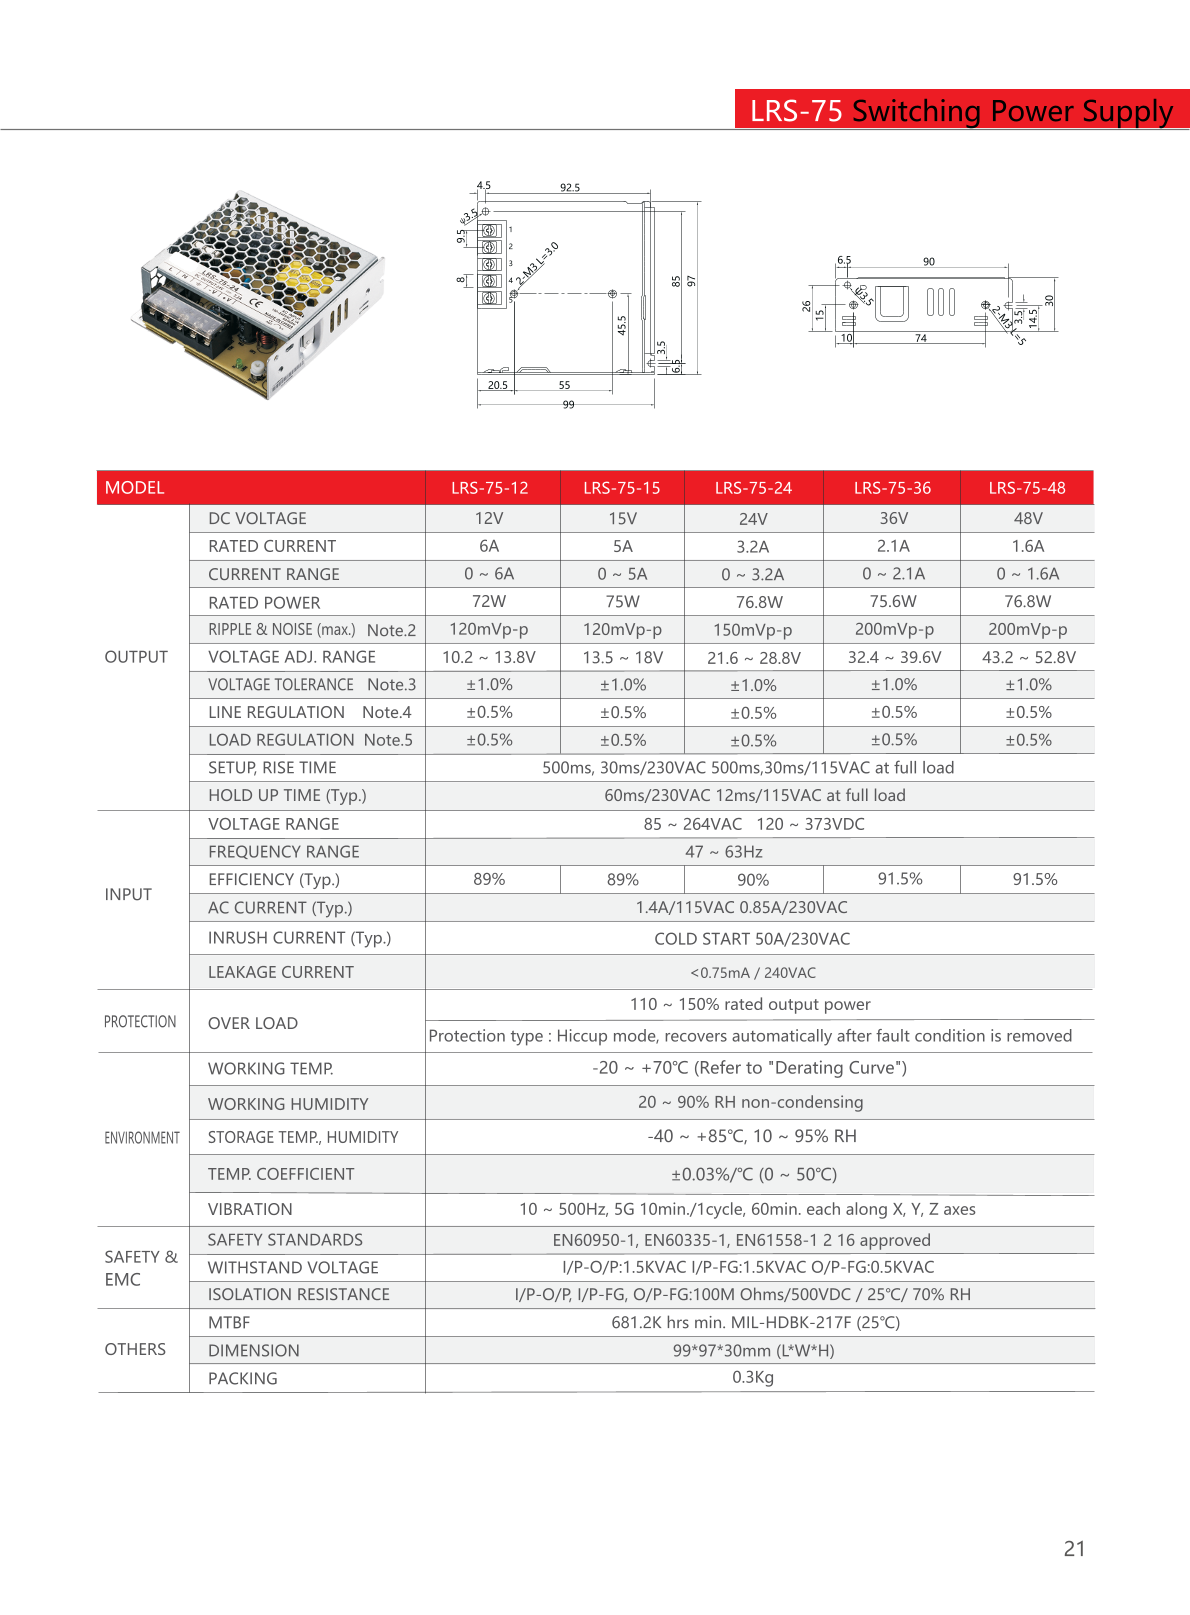 LRS-75 Switching Power Supply
4.5
92.5
ψ3.5
9.5
8
1
2
3
4
5
2-M3 L=3.0
85
97
45.5
3.5
6.5
20.5
55
99
6.5
90
ψ3.5
26
15
10
74
2-M3 L=5
3.5
14.5
30
LRS-75-24
MODEL LRS-75-12 LRS-75-15 LRS-75-24 LRS-75-36 LRS-75-48
OUTPUT
DC VOLTAGE 12V 15V 24V 36V 48V
RATED CURRENT 6A 5A 3.2A 2.1A 1.6A
CURRENT RANGE 0 ~ 6A 0 ~ 5A 0 ~ 3.2A 0 ~ 2.1A 0 ~ 1.6A
RATED POWER 72W 75W 76.8W 75.6W 76.8W
RIPPLE & NOISE (max.) Note.2 120mVp-p 120mVp-p 150mVp-p 200mVp-p 200mVp-p
VOLTAGE ADJ. RANGE 10.2 ~ 13.8V 13.5 ~ 18V 21.6 ~ 28.8V 32.4 ~ 39.6V 43.2 ~ 52.8V
VOLTAGE TOLERANCE Note.3 ±1.0% ±1.0% ±1.0% ±1.0% ±1.0%
LINE REGULATION Note.4 ±0.5% ±0.5% ±0.5% ±0.5% ±0.5%
LOAD REGULATION Note.5 ±0.5% ±0.5% ±0.5% ±0.5% ±0.5%
SETUP, RISE TIME 500ms, 30ms/230VAC 500ms,30ms/115VAC at full load
HOLD UP TIME (Typ.) 60ms/230VAC 12ms/115VAC at full load
INPUT
VOLTAGE RANGE 85 ~ 264VAC 120 ~ 373VDC
FREQUENCY RANGE 47 ~ 63Hz
EFFICIENCY (Typ.) 89% 89% 90% 91.5% 91.5%
AC CURRENT (Typ.) 1.4A/115VAC 0.85A/230VAC
INRUSH CURRENT (Typ.) COLD START 50A/230VAC
LEAKAGE CURRENT <0.75mA / 240VAC
PROTECTION
OVER LOAD
110 ~ 150% rated output power
Protection type : Hiccup mode, recovers automatically after fault condition is removed
ENVIRONMENT
WORKING TEMP. -20 ~ +70℃ (Refer to "Derating Curve")
WORKING HUMIDITY 20 ~ 90% RH non-condensing
STORAGE TEMP., HUMIDITY -40 ~ +85℃, 10 ~ 95% RH
TEMP. COEFFICIENT ±0.03%/℃ (0 ~ 50℃)
VIBRATION 10 ~ 500Hz, 5G 10min./1cycle, 60min. each along X, Y, Z axes
SAFETY &
EMC
SAFETY STANDARDS EN60950-1, EN60335-1, EN61558-1 2 16 approved
WITHSTAND VOLTAGE I/P-O/P:1.5KVAC I/P-FG:1.5KVAC O/P-FG:0.5KVAC
ISOLATION RESISTANCE I/P-O/P, I/P-FG, O/P-FG:100M Ohms/500VDC / 25℃/ 70% RH
OTHERS
MTBF 681.2K hrs min. MIL-HDBK-217F (25℃)
DIMENSION 99*97*30mm (L*W*H)
PACKING 0.3Kg
21